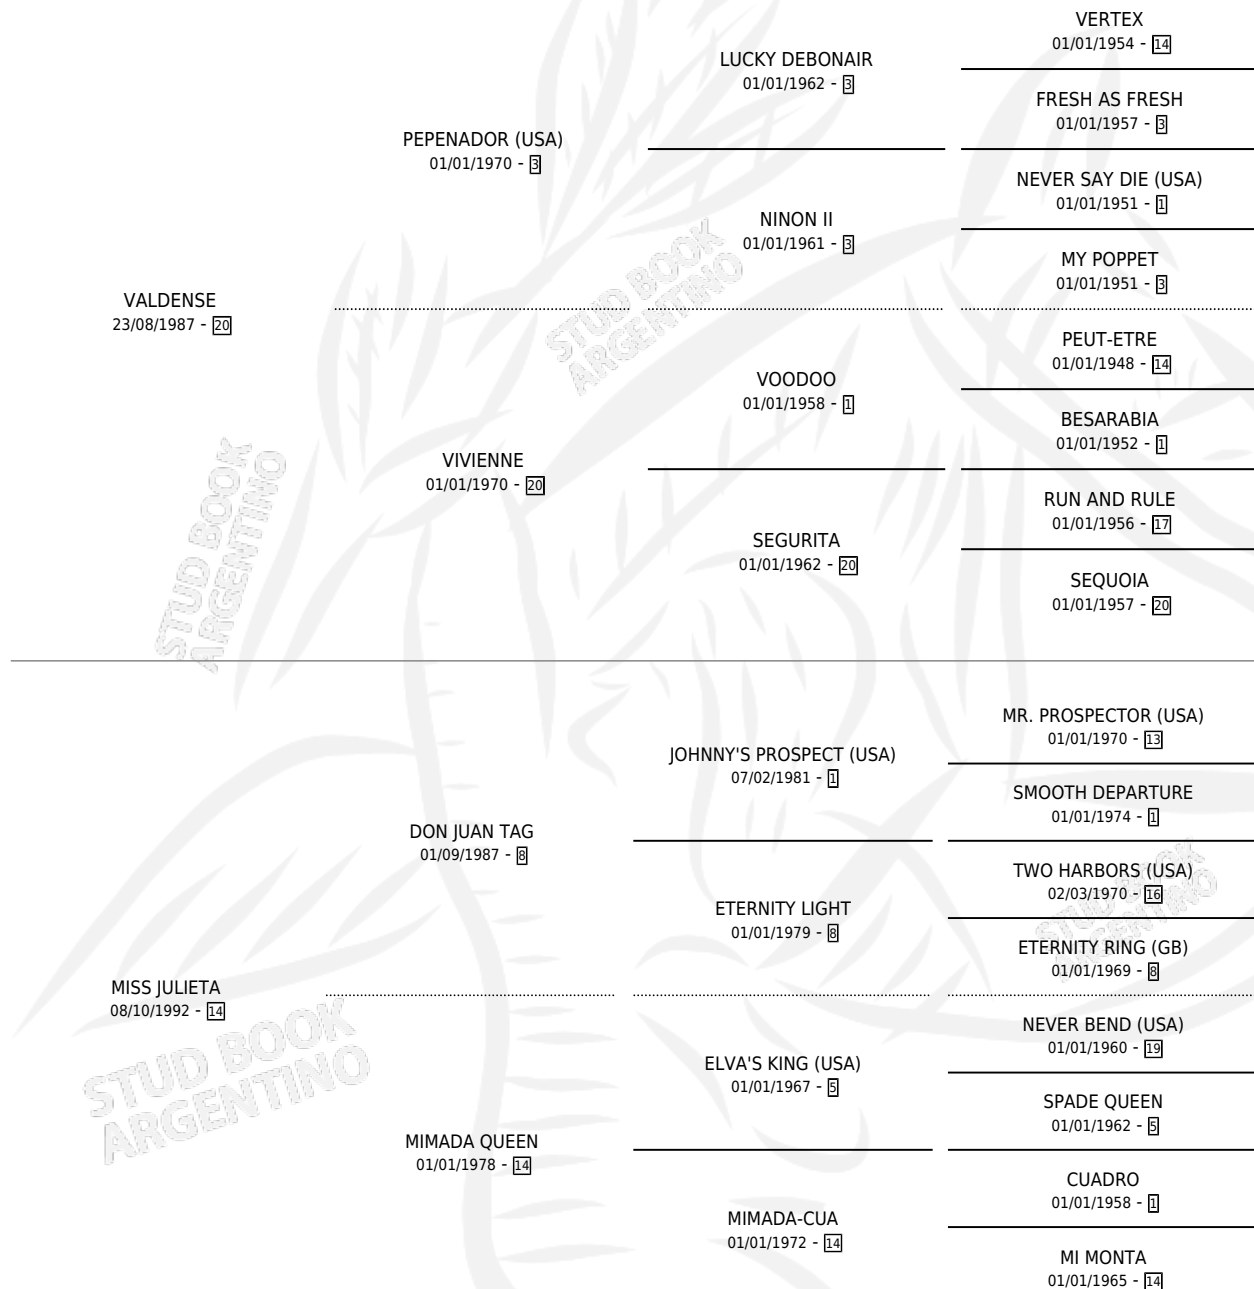 VERTEX
01/01/1954 - 14
LUCKY DEBONAIR
01/01/1962 - 3
FRESH AS FRESH
01/01/1957 - 3
PEPENADOR (USA)
01/01/1970 - 3
NEVER SAY DIE (USA)
01/01/1951 - 1
NINON II
01/01/1961 - 3
MY POPPET
01/01/1951 - 3
VALDENSE
23/08/1987 - 20
PEUT-ETRE
01/01/1948 - 14
VOODOO
01/01/1958 - 1
BESARABIA
01/01/1952 - 1
VIVIENNE
01/01/1970 - 20
RUN AND RULE
01/01/1956 - 17
SEGURITA
01/01/1962 - 20
SEQUOIA
01/01/1957 - 20
MR. PROSPECTOR (USA)
01/01/1970 - 13
JOHNNY'S PROSPECT (USA)
07/02/1981 - 1
SMOOTH DEPARTURE
01/01/1974 - 1
DON JUAN TAG
01/09/1987 - 8
TWO HARBORS (USA)
02/03/1970 - 16
ETERNITY LIGHT
01/01/1979 - 8
ETERNITY RING (GB)
01/01/1969 - 8
MISS JULIETA
08/10/1992 - 14
NEVER BEND (USA)
01/01/1960 - 19
ELVA'S KING (USA)
01/01/1967 - 5
SPADE QUEEN
01/01/1962 - 5
MIMADA QUEEN
01/01/1978 - 14
CUADRO
01/01/1958 - 1
MIMADA-CUA
01/01/1972 - 14
MI MONTA
01/01/1965 - 14
STUD BOOK
ARGENTINO
STUD BOOK
ARGENTINO
STUD BOOK
ARGENTINO
STUD BOOK
ARGENTINO